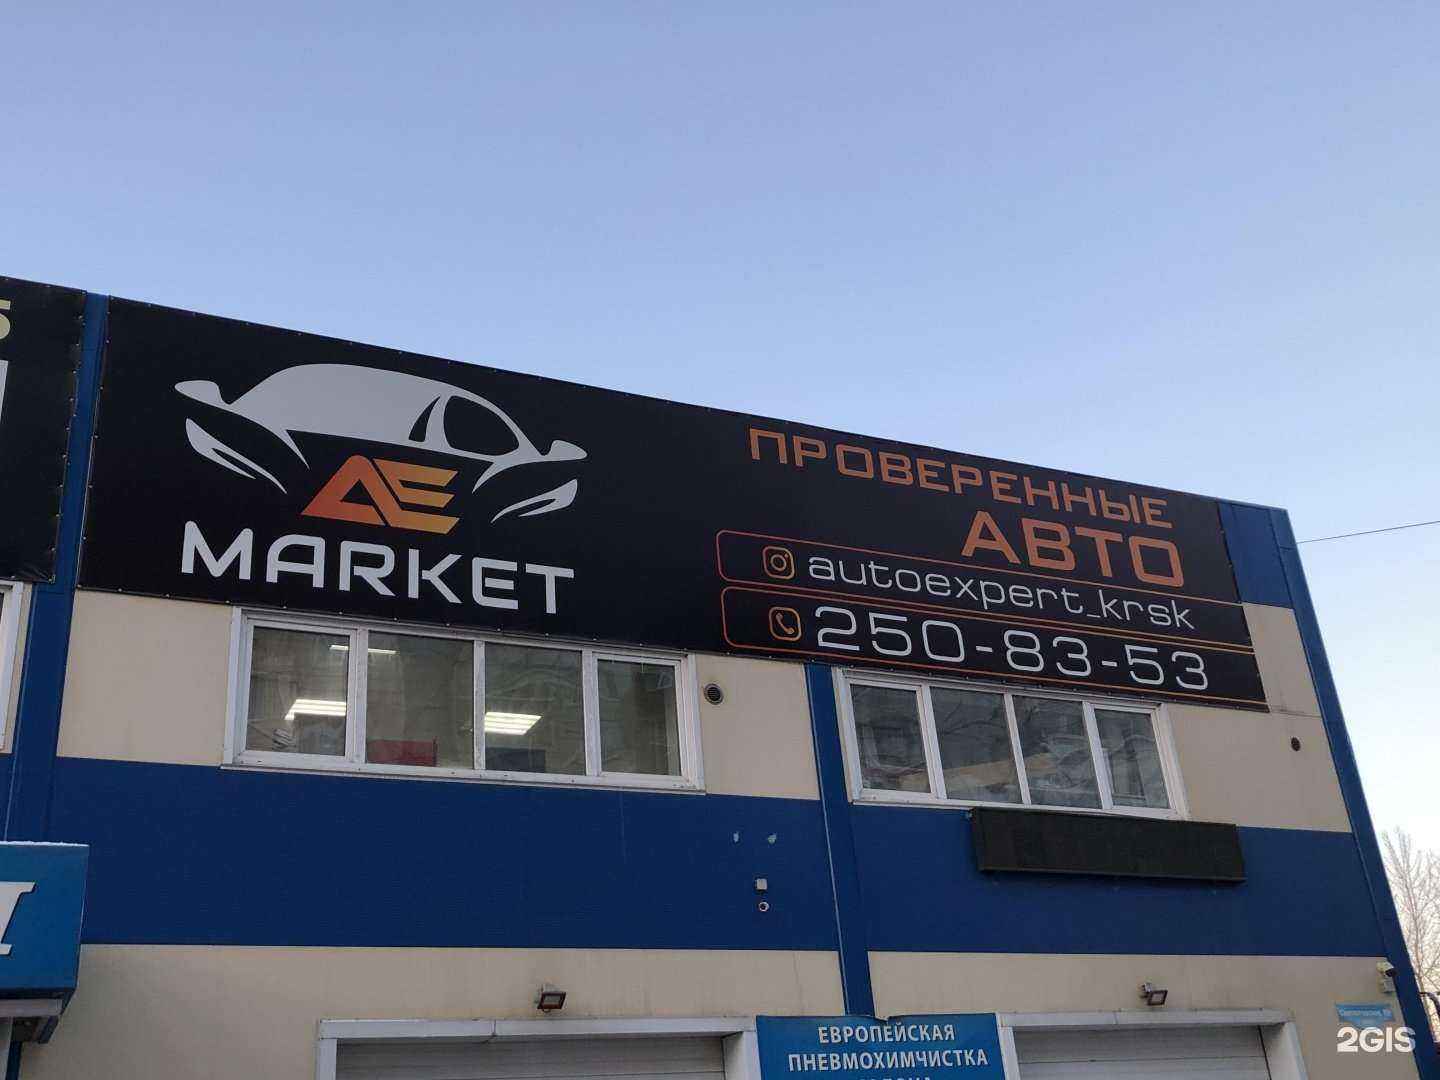 AE
MARKET
ПРОВЕРЕННЫЕ
АВТО
autoexpert_krsk
250-83-53
ЕВРОПЕЙСКАЯ
ПНЕВМОХИМЧИСТКА
2GIS